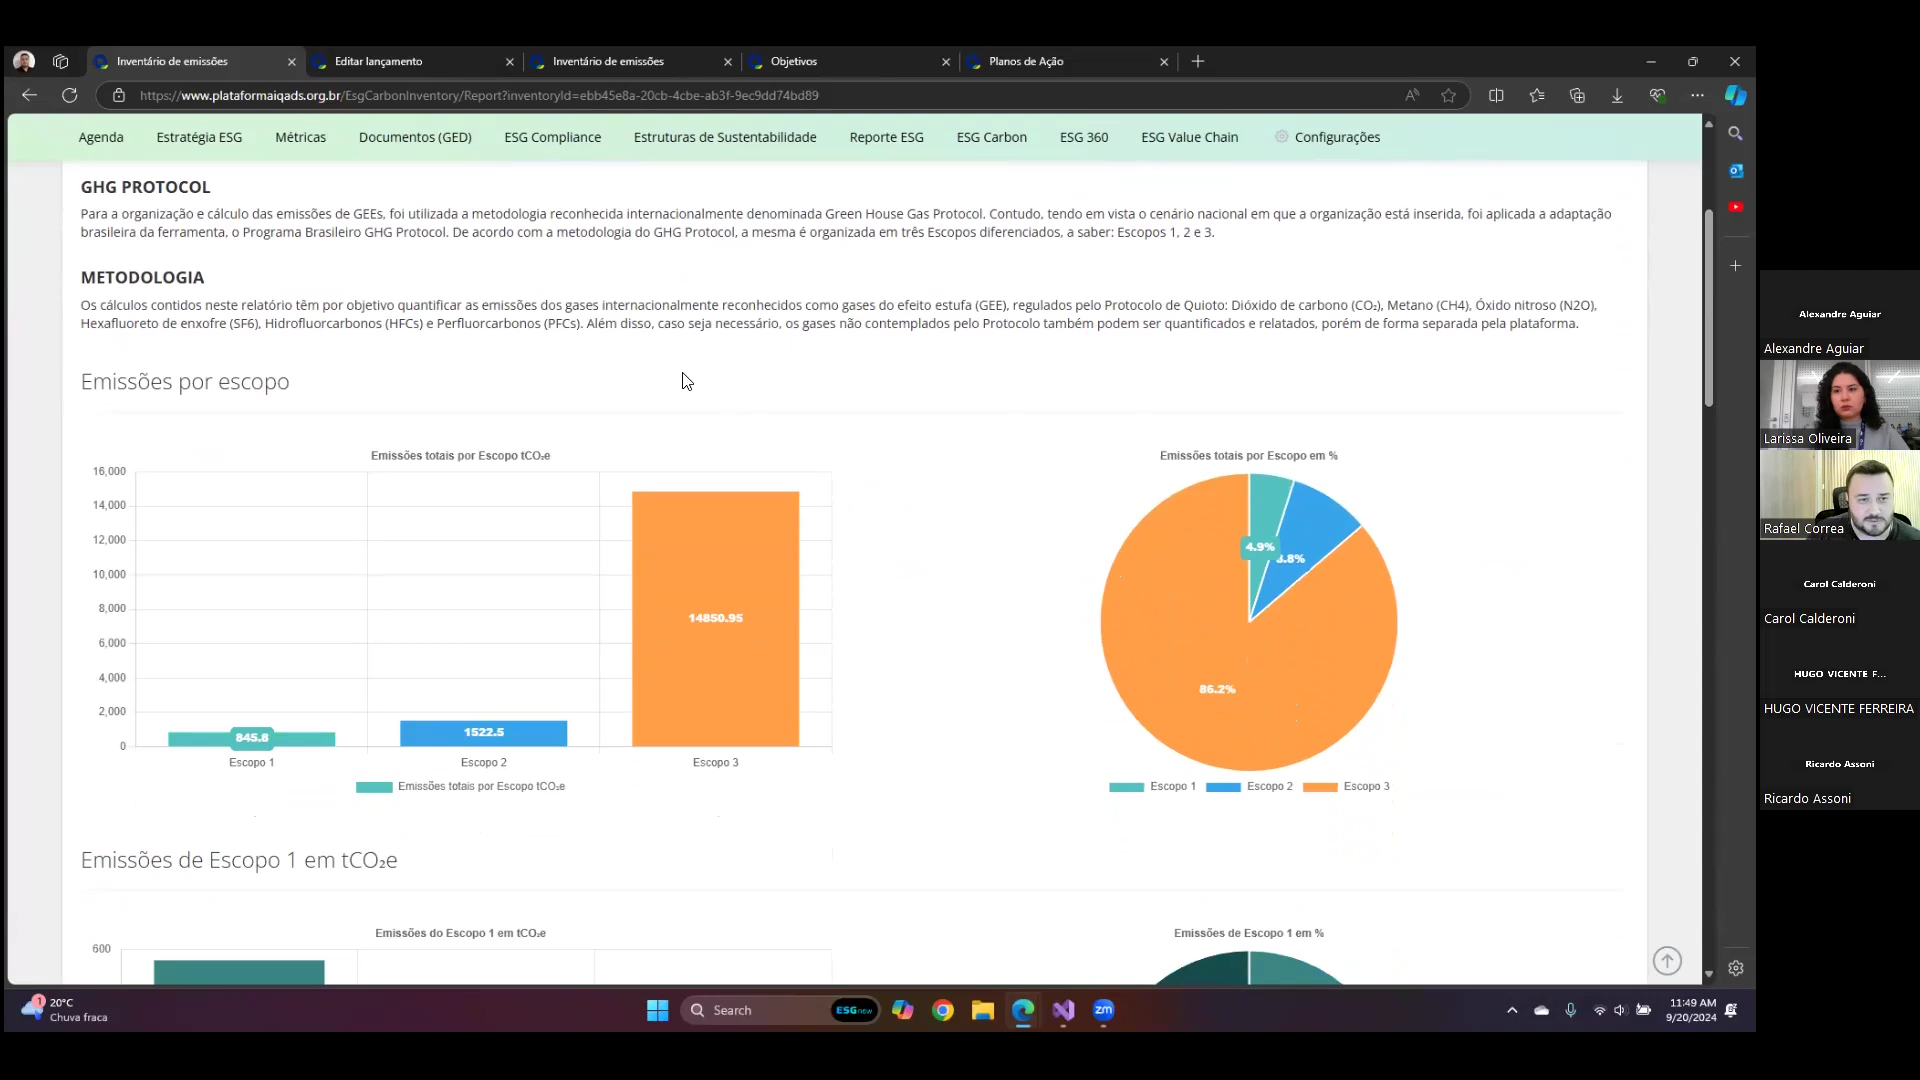 Inventário de emissões
Editar lançamento
Inventário de emissões
Objetivos
Planos de Ação
https://www.plataformaiqads.org.br/EsgCarbonInventory/Report?inventoryId=ebb45e8a-20cb-4cbe-ab3f-9ec9dd74bd89
Agenda
Estratégia ESG
Métricas
Documentos (GED)
ESG Compliance
Estruturas de Sustentabilidade
Reporte ESG
ESG Carbon
ESG 360
ESG Value Chain
Configurações
GHG PROTOCOL
Para a organização e cálculo das emissões de GEEs, foi utilizada a metodologia reconhecida internacionalmente denominada Green House Gas Protocol. Contudo, tendo em vista o cenário nacional em que a organização está inserida, foi aplicada a adaptação
brasileira da ferramenta, o Programa Brasileiro GHG Protocol. De acordo com a metodologia do GHG Protocol, a mesma é organizada em três Escopos diferenciados, a saber: Escopos 1, 2 e 3.
METODOLOGIA
Os cálculos contidos neste relatório têm por objetivo quantificar as emissões dos gases internacionalmente reconhecidos como gases do efeito estufa (GEE), regulados pelo Protocolo de Quioto: Dióxido de carbono (CO₂), Metano (CH4), Óxido nitroso (N2O),
Hexafluoreto de enxofre (SF6), Hidrofluorcarbonos (HFCs) e Perfluorcarbonos (PFCs). Além disso, caso seja necessário, os gases não contemplados pelo Protocolo também podem ser quantificados e relatados, porém de forma separada pela plataforma.
Emissões por escopo
Emissões totais por Escopo tCO₂e
16,000
14,000
12,000
10,000
8,000
6,000
4,000
2,000
0
845.8
1522.5
14850.95
Escopo 1
Escopo 2
Escopo 3
Emissões totais por Escopo tCO₂e
Emissões totais por Escopo em %
4.9%
.8%
86.2%
Escopo 1
Escopo 2
Escopo 3
Emissões de Escopo 1 em tCO₂e
Emissões do Escopo 1 em tCO₂e
600
Emissões de Escopo 1 em %
Alexandre Aguiar
Alexandre Aguiar
Larissa Oliveira
Rafael Correa
Carol Calderoni
Carol Calderoni
HUGO VICENTE F...
HUGO VICENTE FERREIRA
Ricardo Assoni
Ricardo Assoni
1
20°C
Chuva fraca
Search
ESGnow
zm
11:49 AM
9/20/2024